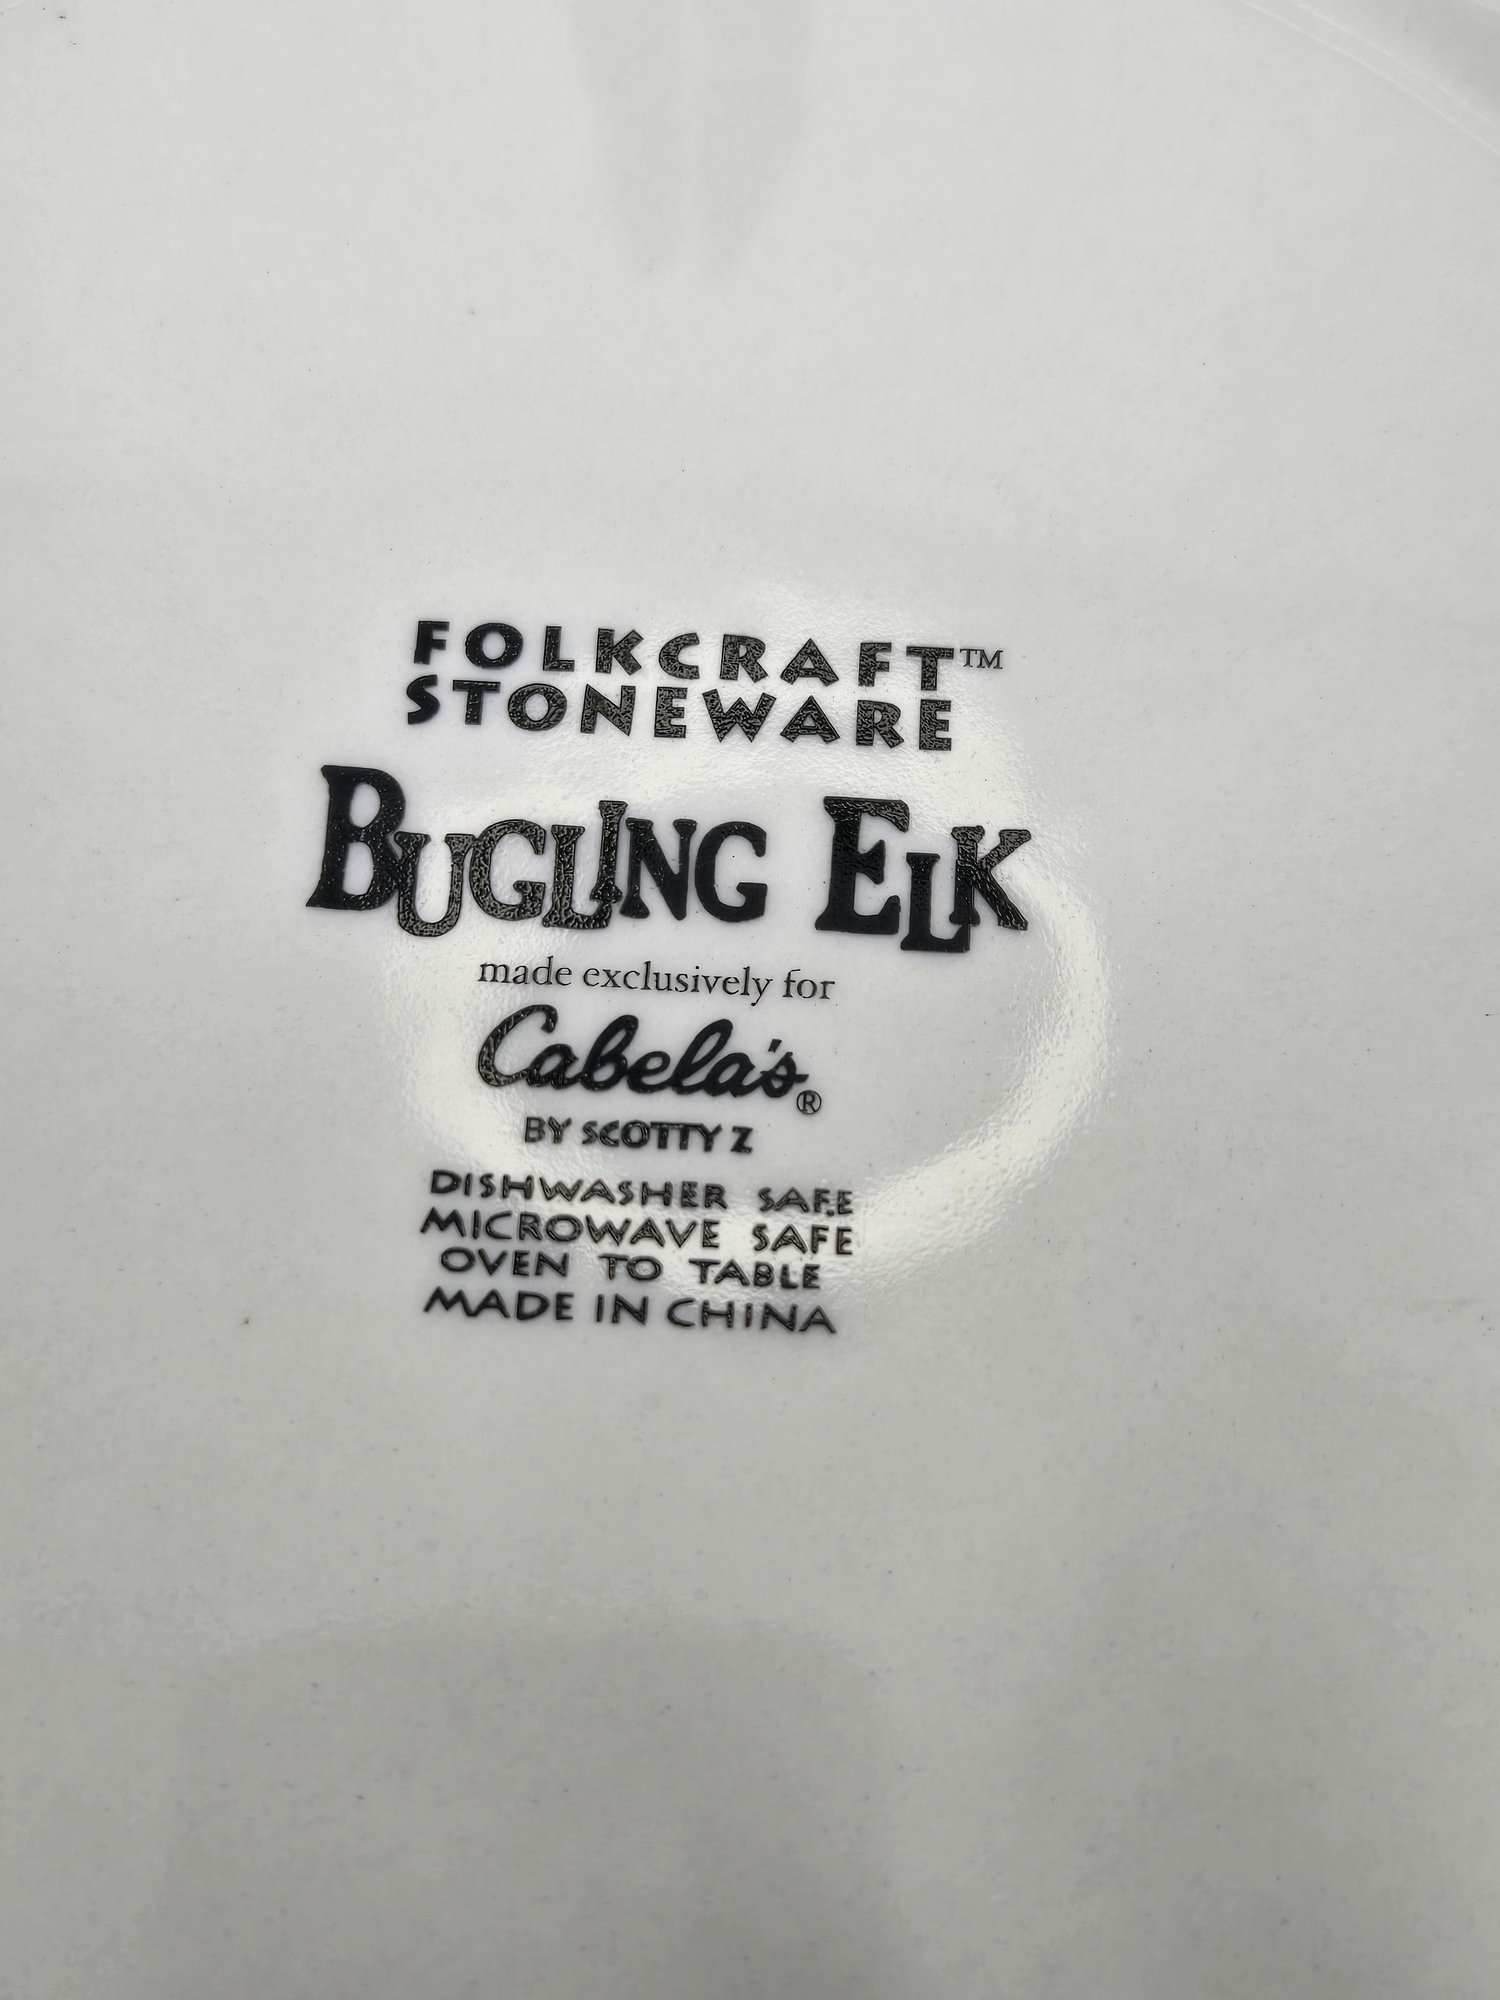 FOLKCRAFT™
STONEWARE
BUGLING ELK
made exclusively for
Cabela's®
BY SCOTTY Z
DISHWASHER SAFE
MICROWAVE SAFE
OVEN TO TABLE
MADE IN CHINA